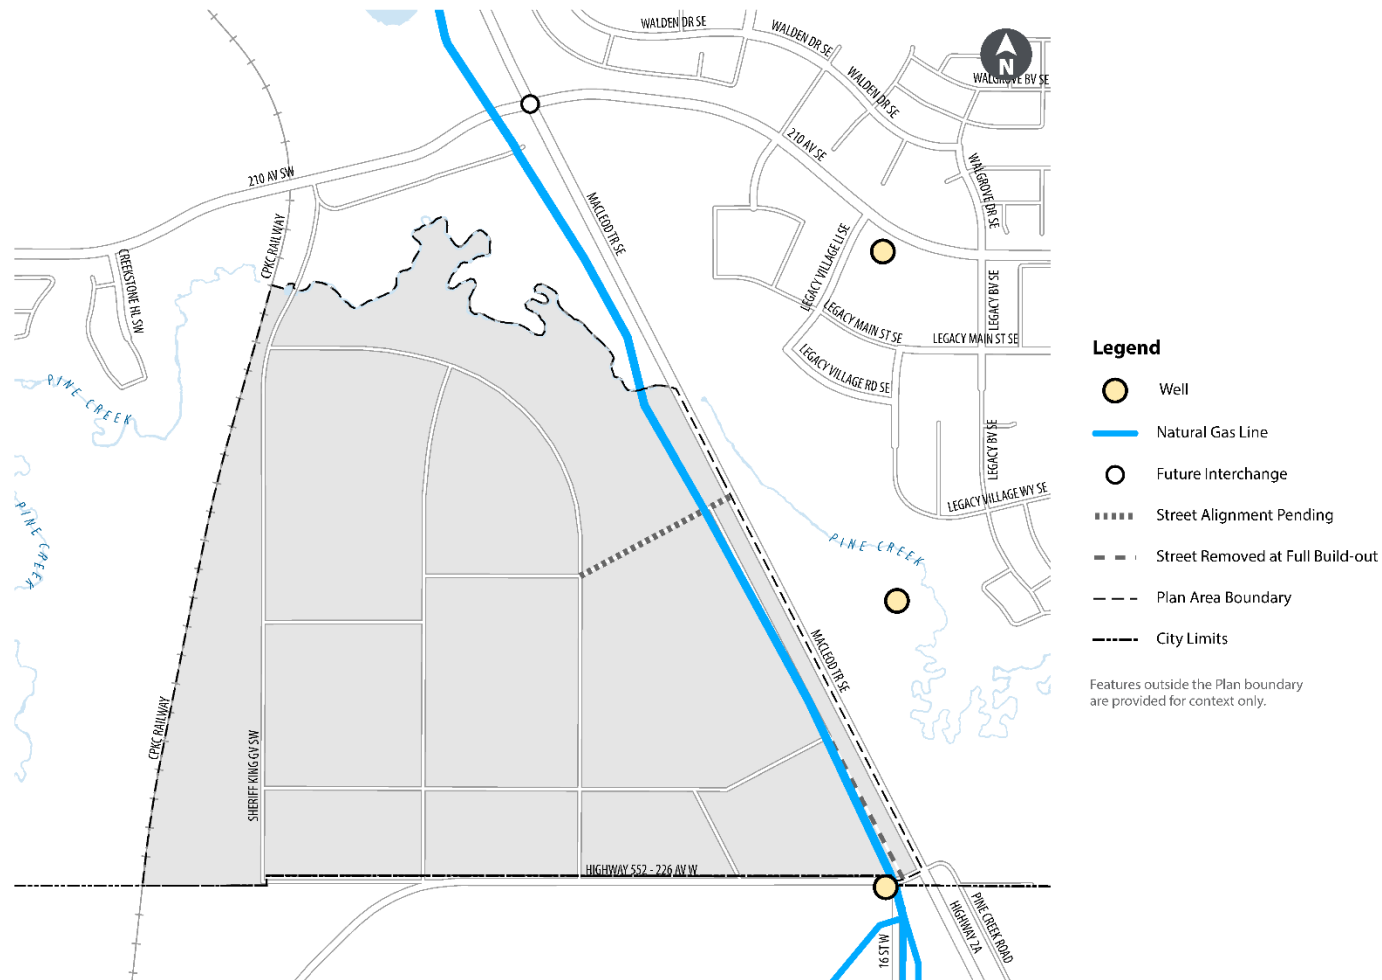 WALDEN DR SE
WALDEN DR SE
N
WALGROVE BV SE
WALDEN DR SE
210 AV SE
WALGROVE DR SE
210 AV SW
MACLEOD TR SE
CPKC RAILWAY
CREEKSTONE HL SW
LEGACY VILLAGE LI SE
LEGACY BV SE
LEGACY MAIN ST SE
LEGACY MAIN ST SE
LEGACY VILLAGE RD SE
PINE CREEK
LEGACY BV SE
LEGACY VILLAGE WY SE
PINE CREEK
PINE CREEK
MACLEOD TR SE
CPKC RAILWAY
SHERIFF KING GV SW
HIGHWAY 552 - 226 AV W
16 ST W
HIGHWAY 2A
PINE CREEK ROAD
Legend
Well
Natural Gas Line
Future Interchange
Street Alignment Pending
Street Removed at Full Build-out
Plan Area Boundary
City Limits
Features outside the Plan boundary
are provided for context only.